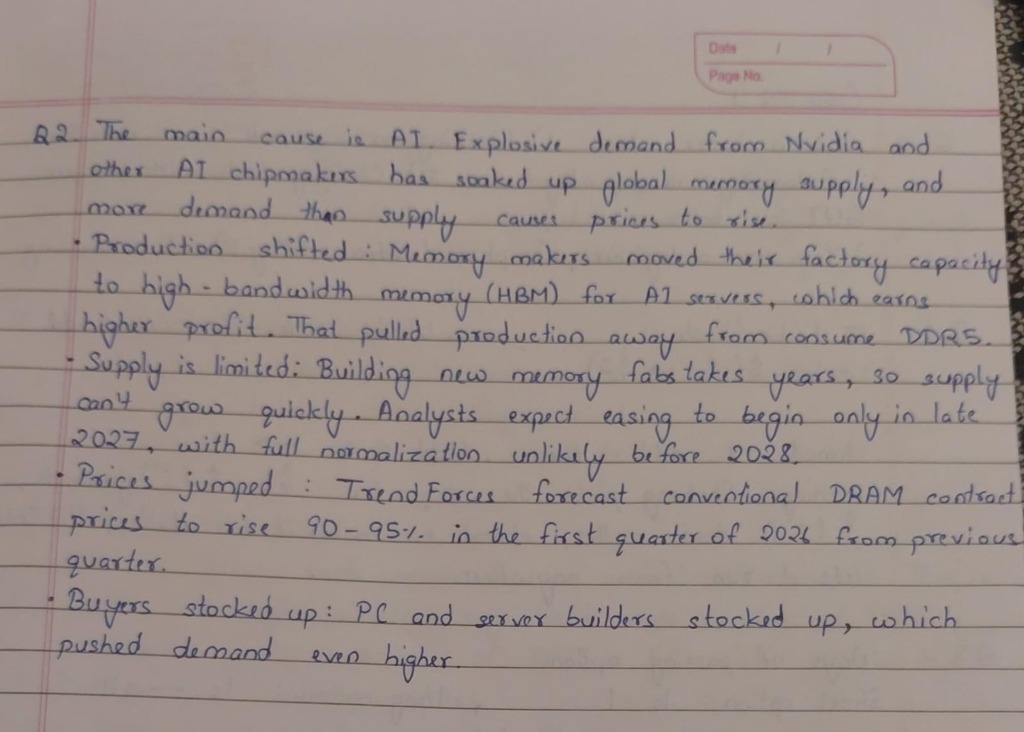 Date / /
Page No.
Q2. The main cause is AI. Explosive demand from Nvidia and
other AI chipmakers has soaked up global memory supply, and
more demand than supply causes prices to rise.
• Production shifted : Memory makers moved their factory capacity
to high-bandwidth memory (HBM) for AI servers, which earns
higher profit. That pulled production away from consume DDR5.
• Supply is limited: Building new memory fabs takes years, so supply
can't grow quickly. Analysts expect easing to begin only in late
2027, with full normalization unlikely before 2028.
• Prices jumped : TrendForces forecast conventional DRAM contract
prices to rise 90-95% in the first quarter of 2026 from previous
quarter.
• Buyers stocked up: PC and server builders stocked up, which
pushed demand even higher.